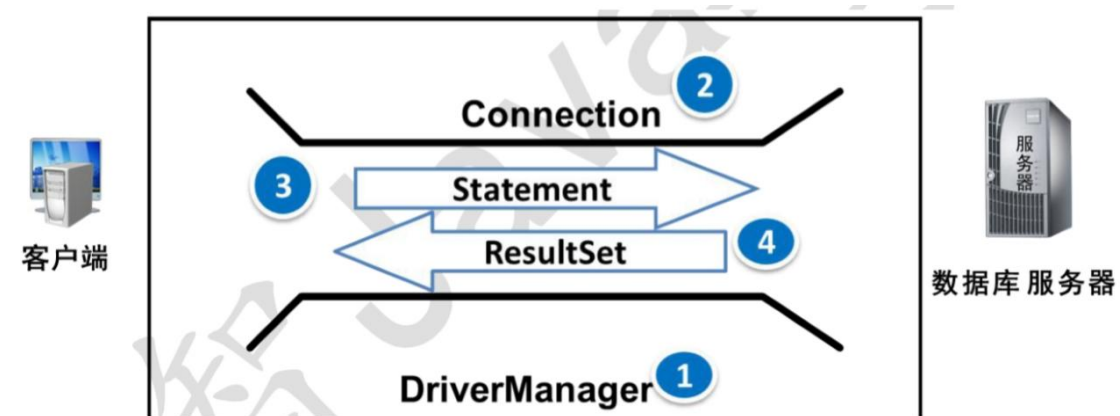 Connection
2
3
Statement
ResultSet
4
DriverManager
1
客户端
服务器
数据库 服务器